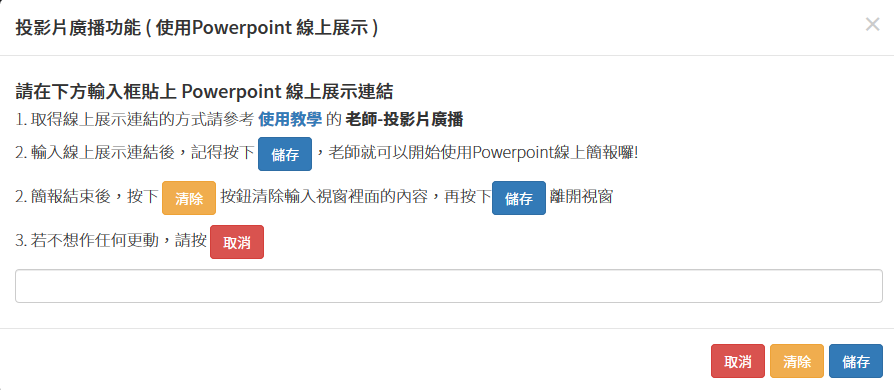 投影片廣播功能 ( 使用Powerpoint 線上展示 )
×
請在下方輸入框貼上 Powerpoint 線上展示連結
1. 取得線上展示連結的方式請參考 使用教學 的 老師-投影片廣播
2. 輸入線上展示連結後，記得按下 儲存 ，老師就可以開始使用Powerpoint線上簡報囉!
2. 簡報結束後，按下 清除 按鈕清除輸入視窗裡面的內容，再按下 儲存 離開視窗
3. 若不想作任何更動，請按 取消
取消 清除 儲存